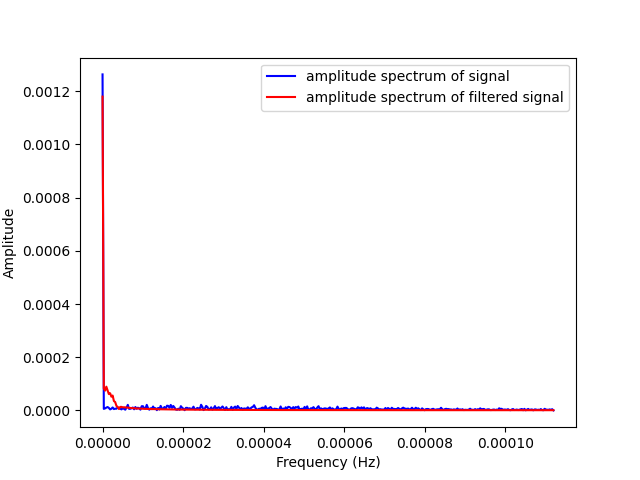 amplitude spectrum of signal
amplitude spectrum of filtered signal
Amplitude
0.0012
0.0010
0.0008
0.0006
0.0004
0.0002
0.0000
0.00000 0.00002 0.00004 0.00006 0.00008 0.00010
Frequency (Hz)